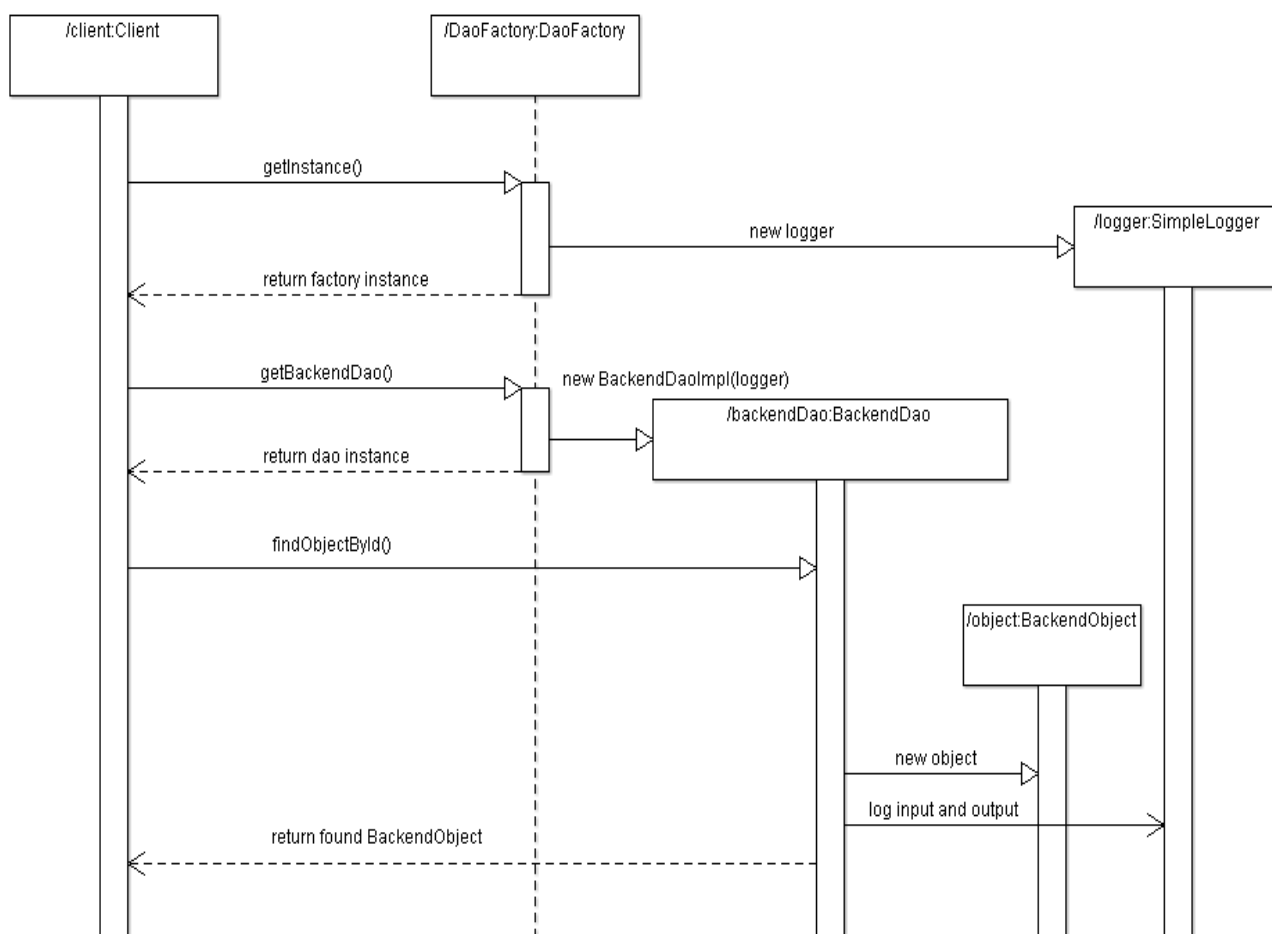 /client:Client
/DaoFactory:DaoFactory
getInstance()
/logger:SimpleLogger
new logger
return factory instance
getBackendDao()
new BackendDaoImpl(logger)
/backendDao:BackendDao
return dao instance
findObjectById()
/object:BackendObject
new object
log input and output
return found BackendObject